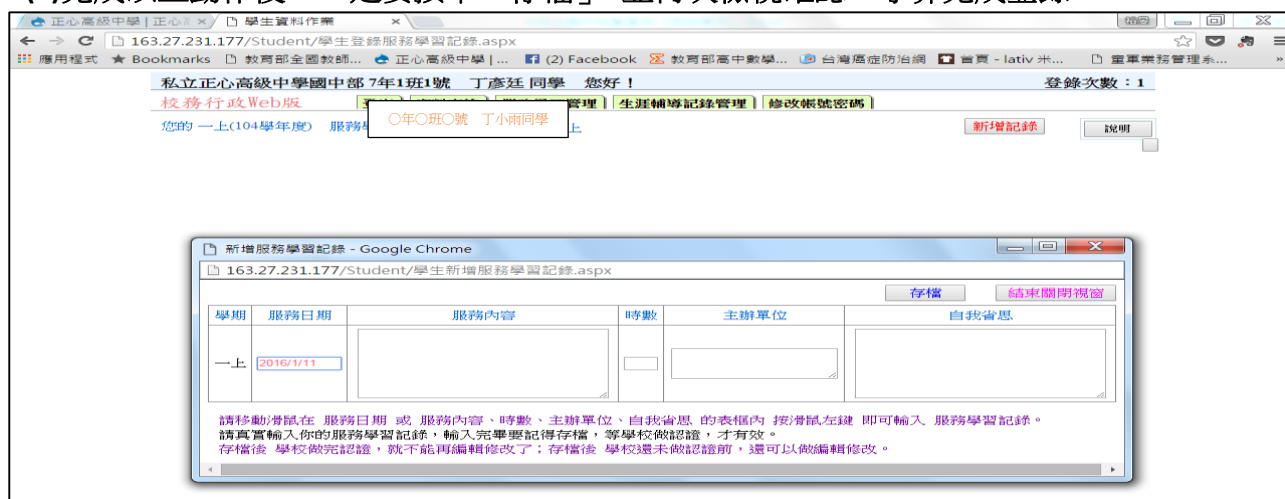 正心高級中學 | 正心
學生資料作業
163.27.231.177/Student/學生登錄服務學習記錄.aspx
應用程式 Bookmarks 教育部全國教師... 正心高級中學 |... (2) Facebook 教育部高中數學... 台灣癌症防治網 首頁 - lativ 米... 童軍業務管理系... »
私立正心高級中學國中部 7年1班1號 丁彥廷 同學 您好！ 登錄次數：1
校務行政Web版 管理 生涯輔導記錄管理 修改帳號密碼
○年○班○號 丁小雨同學
您的 一上(104學年度) 服務 上 新增記錄 說明
新增服務學習記錄 - Google Chrome
163.27.231.177/Student/學生新增服務學習記錄.aspx
存檔 結束關閉視窗
學期 服務日期 服務內容 時數 主辦單位 自我省思
一上 2016/1/11
請移動滑鼠在 服務日期 或 服務內容、時數、主辦單位、自我省思 的表框內 按滑鼠左鍵 即可輸入 服務學習記錄。
請真實輸入你的服務學習記錄，輸入完畢要記得存檔，等學校做認證，才有效。
存檔後 學校做完認證，就不能再編輯修改了；存檔後 學校還未做認證前，還可以做編輯修改。